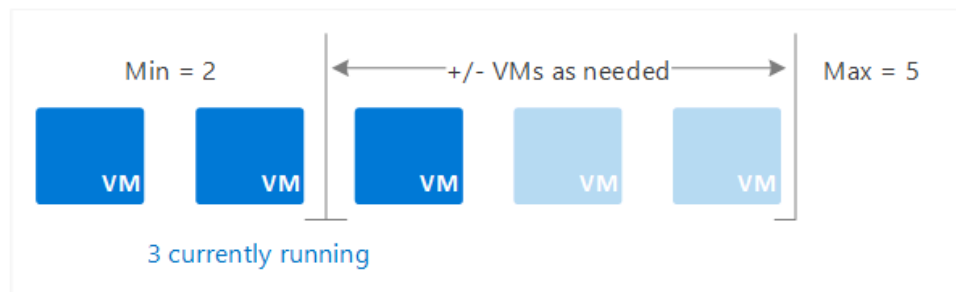 Min = 2
+/- VMs as needed
Max = 5
VM
VM
VM
VM
VM
3 currently running